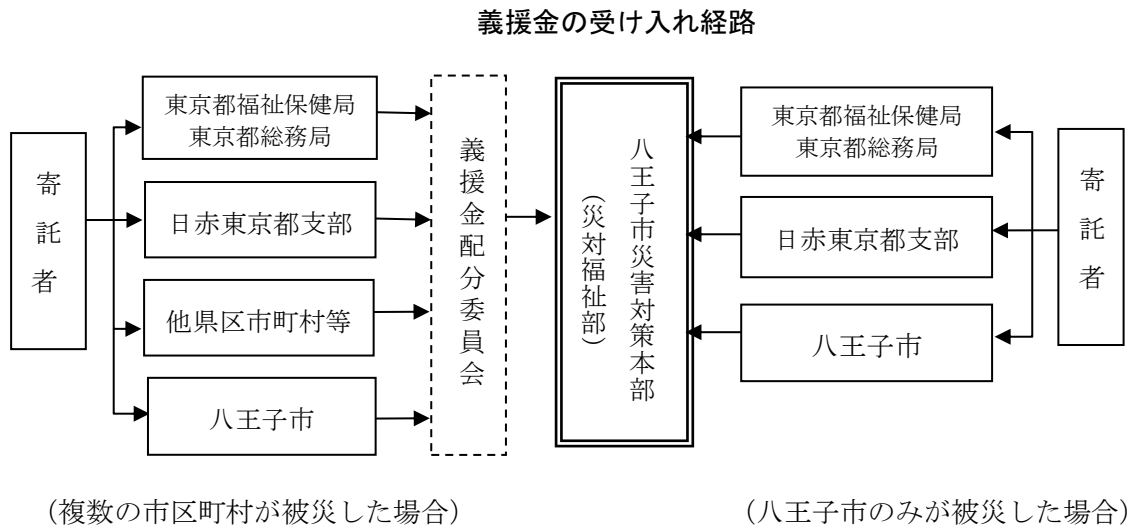 義援金の受け入れ経路
寄託者
東京都福祉保健局
東京都総務局
日赤東京都支部
他県区市町村等
八王子市
義援金配分委員会
八王子市災害対策本部
（災対福祉部）
東京都福祉保健局
東京都総務局
日赤東京都支部
八王子市
寄託者
（複数の市区町村が被災した場合）
（八王子市のみが被災した場合）